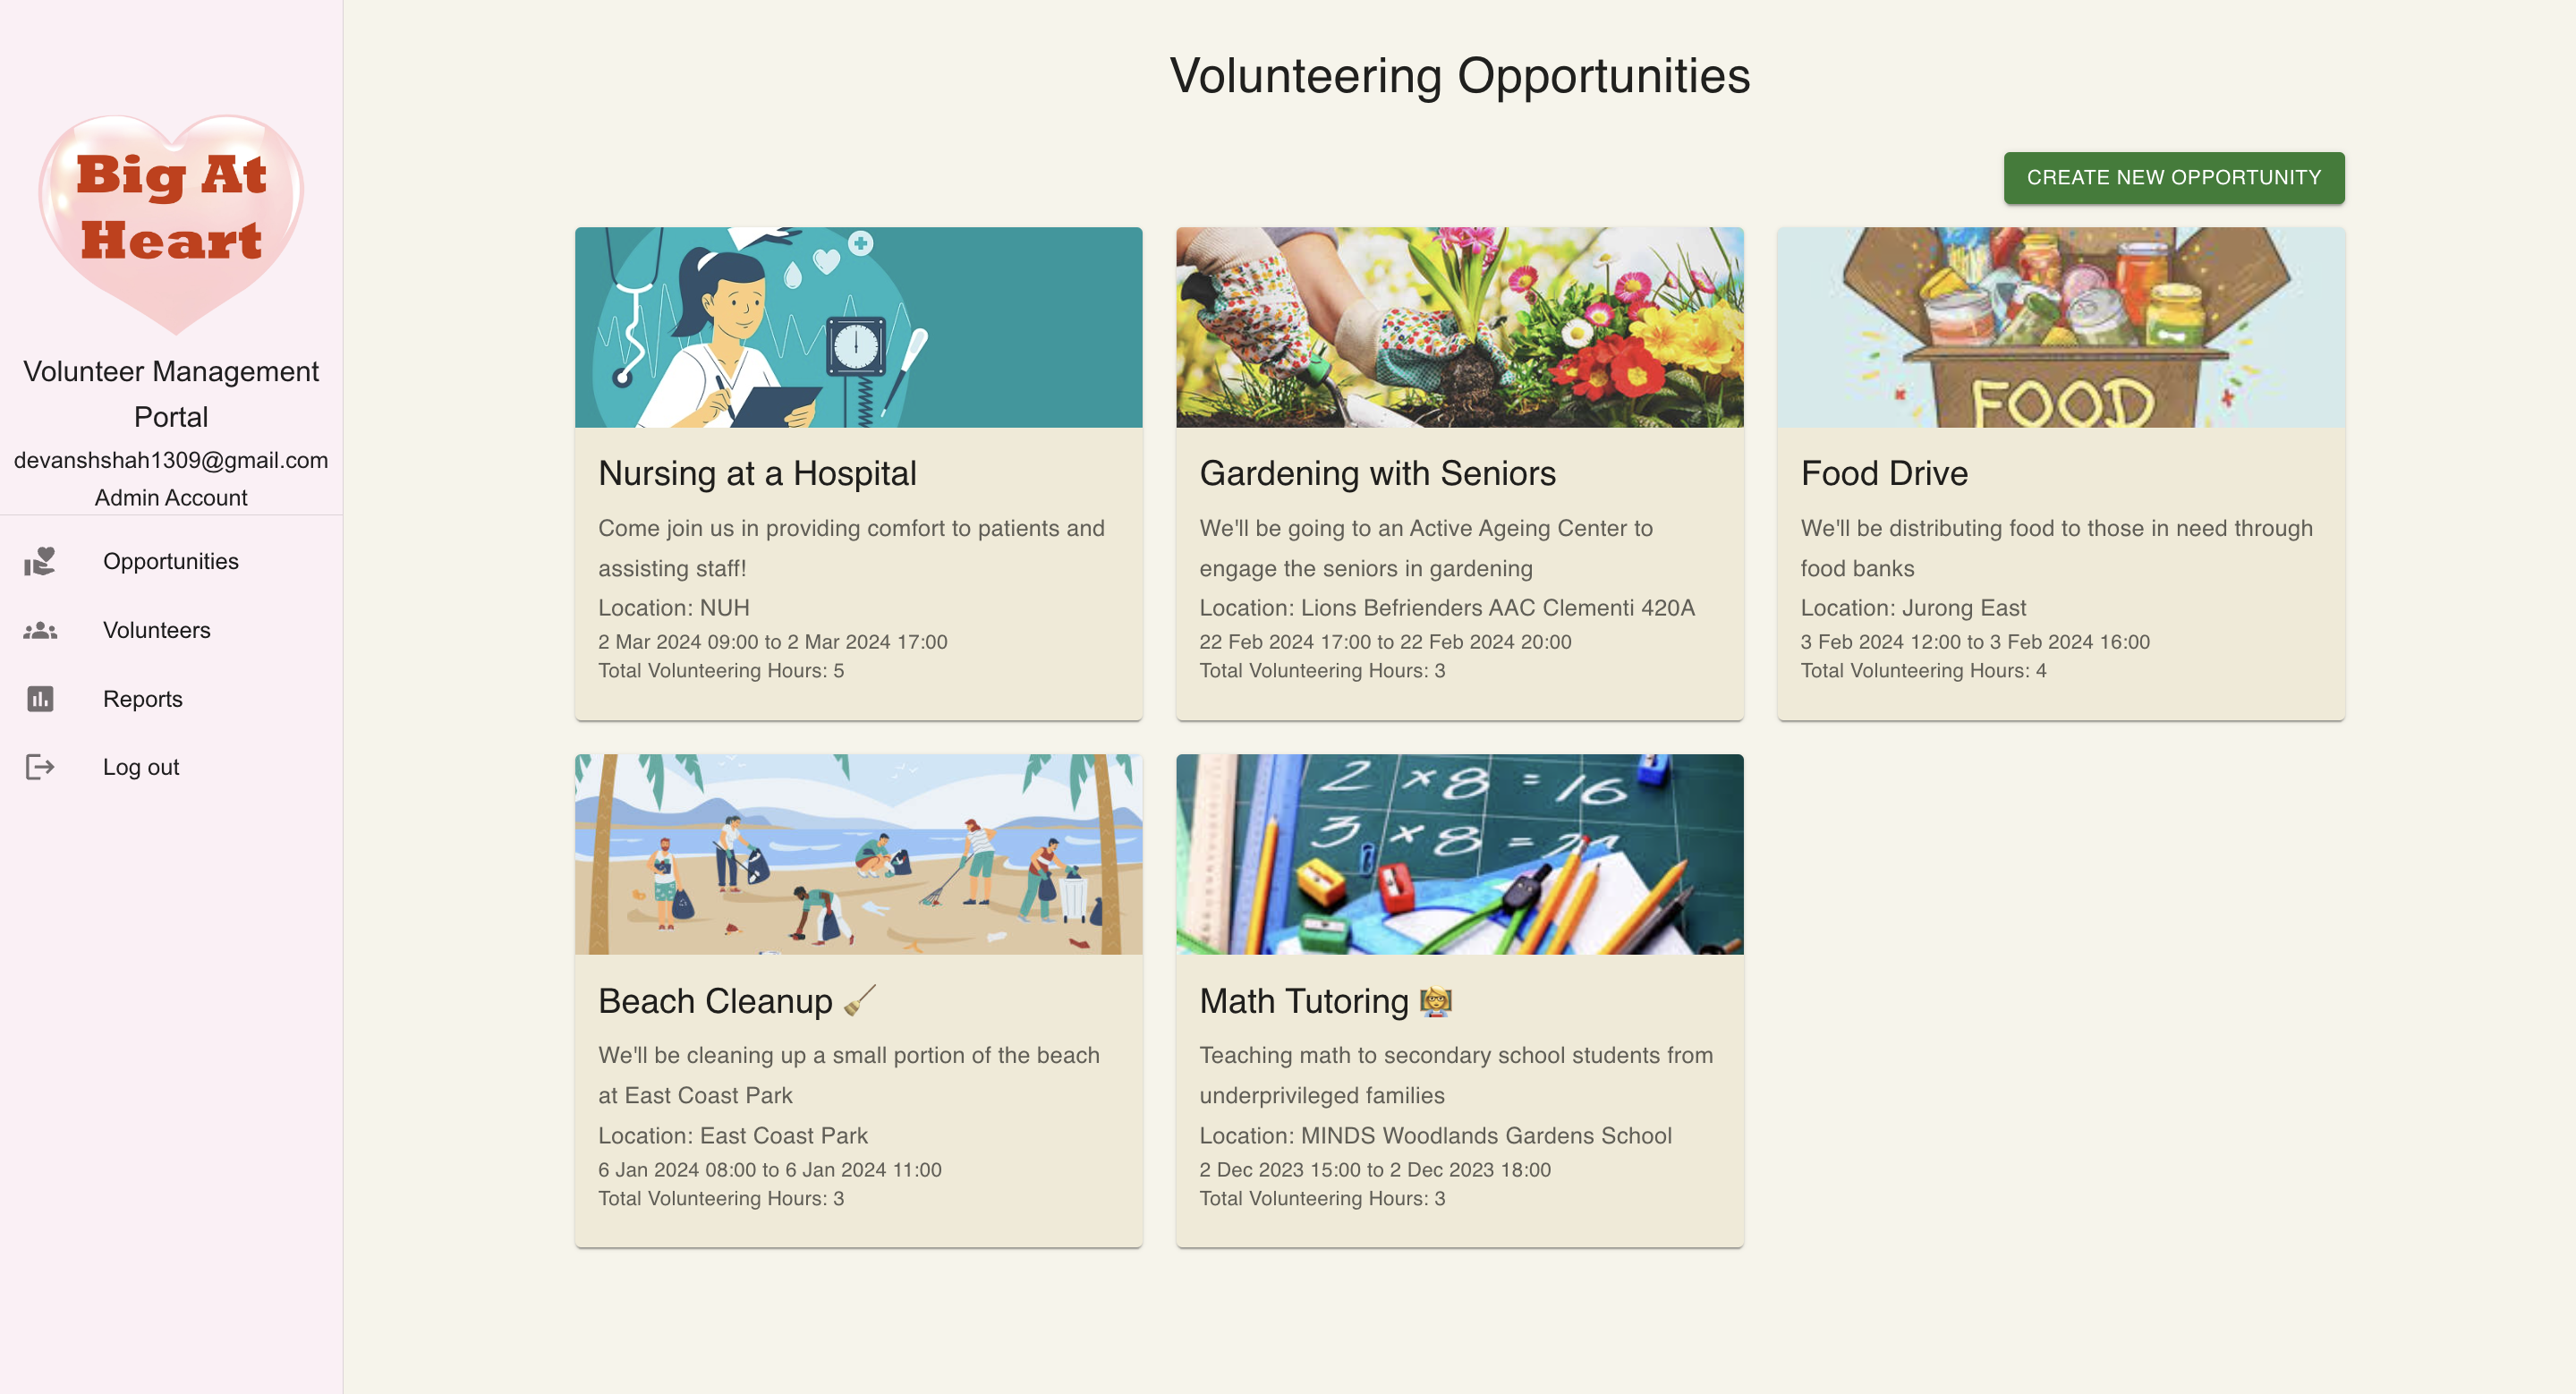 Big At
Heart
Volunteer Management
Portal
devanshshah1309@gmail.com
Admin Account
Opportunities
Volunteers
Reports
Log out
Volunteering Opportunities
CREATE NEW OPPORTUNITY
Nursing at a Hospital
Come join us in providing comfort to patients and
assisting staff!
Location: NUH
2 Mar 2024 09:00 to 2 Mar 2024 17:00
Total Volunteering Hours: 5
Gardening with Seniors
We'll be going to an Active Ageing Center to
engage the seniors in gardening
Location: Lions Befrienders AAC Clementi 420A
22 Feb 2024 17:00 to 22 Feb 2024 20:00
Total Volunteering Hours: 3
FOOD
Food Drive
We'll be distributing food to those in need through
food banks
Location: Jurong East
3 Feb 2024 12:00 to 3 Feb 2024 16:00
Total Volunteering Hours: 4
Beach Cleanup 🧹
We'll be cleaning up a small portion of the beach
at East Coast Park
Location: East Coast Park
6 Jan 2024 08:00 to 6 Jan 2024 11:00
Total Volunteering Hours: 3
2 × 8 = 16
3 × 8 =
Math Tutoring 👩‍🏫
Teaching math to secondary school students from
underprivileged families
Location: MINDS Woodlands Gardens School
2 Dec 2023 15:00 to 2 Dec 2023 18:00
Total Volunteering Hours: 3